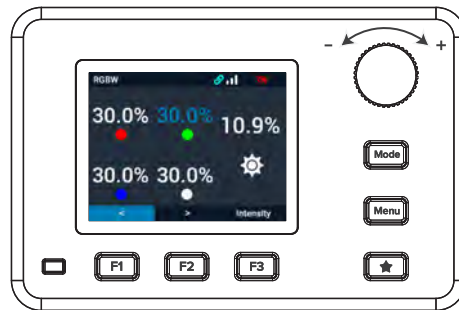 - +
RGBW
30.0% 30.0% 10.9%
30.0% 30.0%
< > Intensity
Mode
Menu
F1 F2 F3